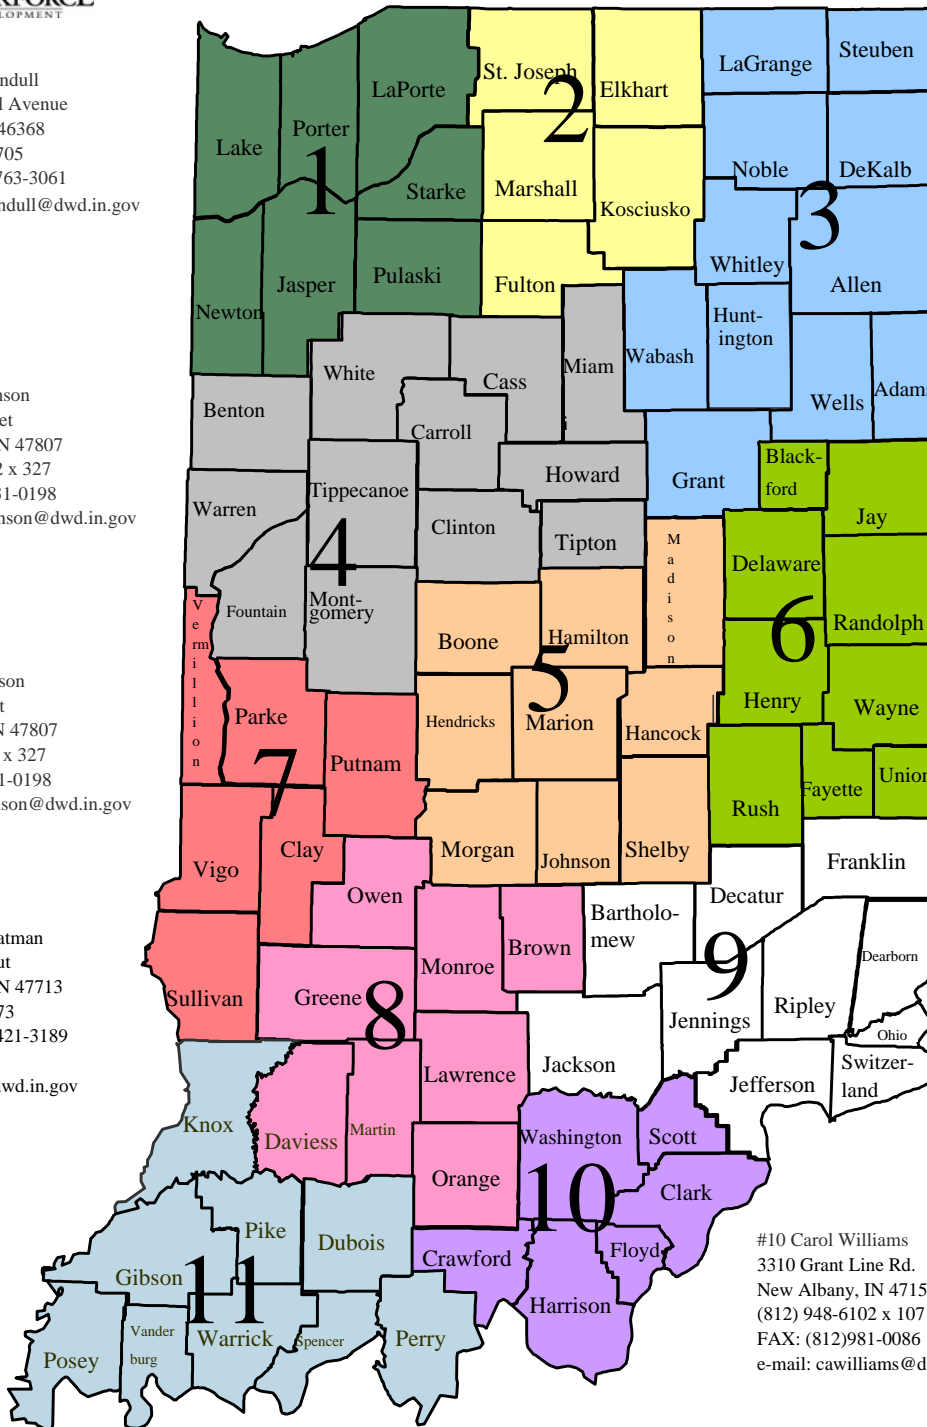 RKFORCE
LOPMENT
ndull
l Avenue
46368
705
763-3061
ndull@dwd.in.gov
nson
et
N 47807
2 x 327
31-0198
nson@dwd.in.gov
son
t
N 47807
x 327
1-0198
nson@dwd.in.gov
atman
ut
N 47713
73
421-3189
dwd.in.gov
St. Joseph
Elkhart
LaGrange
Steuben
LaPorte
2
Lake
Porter
1
Starke
Marshall
Kosciusko
Noble
DeKalb
3
Newton
Jasper
Pulaski
Fulton
Whitley
Allen
Hunt-
ington
White
Cass
Miam
i
Wabash
Wells
Adams
Benton
Carroll
Howard
Grant
Black-
ford
Jay
Warren
Tippecanoe
4
Clinton
Tipton
Madison
Delaware
Randolph
6
Fountain
Mont-
gomery
Vermillion
Boone
Hamilton
5
Henry
Wayne
Parke
Putnam
7
Hendricks
Marion
Hancock
Rush
Fayette
Union
Vigo
Clay
Owen
Morgan
Johnson
Shelby
Decatur
Franklin
Bartholo-
mew
Brown
Monroe
9
Dearborn
Sullivan
Greene
8
Jennings
Ripley
Ohio
Switzer-
land
Lawrence
Jackson
Jefferson
Knox
Daviess
Martin
Washington
Scott
Orange
10
Clark
Pike
Dubois
Crawford
Floyd
Gibson
11
Harrison
Posey
Vander
burg
Warrick
Spencer
Perry
#10 Carol Williams
3310 Grant Line Rd.
New Albany, IN 4715
(812) 948-6102 x 107
FAX: (812)981-0086
e-mail: cawilliams@d